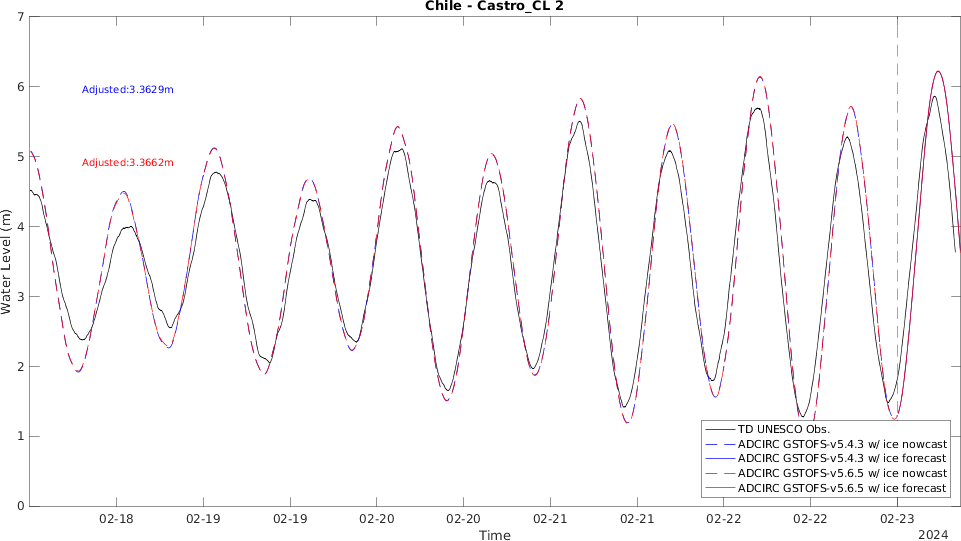 Chile - Castro_CL 2
7
6
5
4
3
2
1
0
Water Level (m)
Adjusted:3.3629m
Adjusted:3.3662m
TD UNESCO Obs.
ADCIRC GSTOFS-v5.4.3 w/ ice nowcast
ADCIRC GSTOFS-v5.4.3 w/ ice forecast
ADCIRC GSTOFS-v5.6.5 w/ ice nowcast
ADCIRC GSTOFS-v5.6.5 w/ ice forecast
02-18 02-19 02-19 02-20 02-20 02-21 02-21 02-22 02-22 02-23
Time
2024